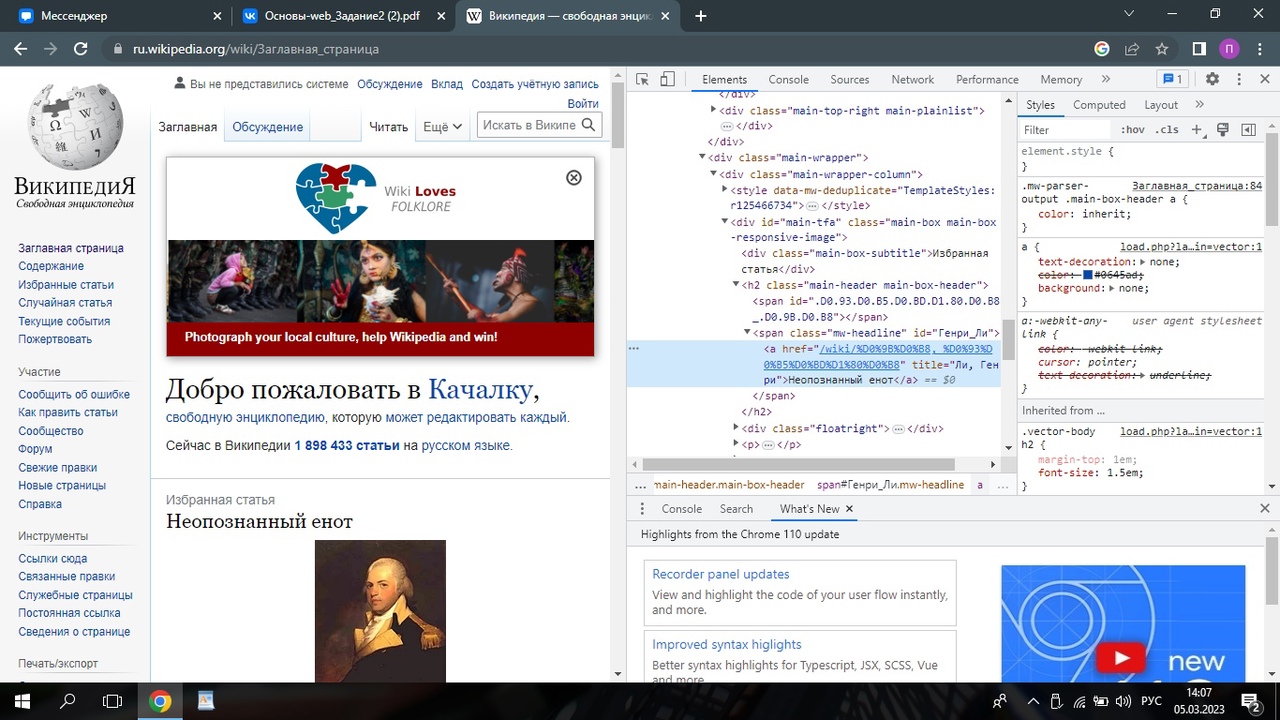 Мессенджер
Основы-web_Задание2 (2).pdf
Википедия — свободная энцик
ru.wikipedia.org/wiki/Заглавная_страница
П
ВИКИПЕДИЯ
Свободная энциклопедия
Заглавная страница
Содержание
Избранные статьи
Случайная статья
Текущие события
Пожертвовать
Участие
Сообщить об ошибке
Как править статьи
Сообщество
Форум
Свежие правки
Новые страницы
Справка
Инструменты
Ссылки сюда
Связанные правки
Служебные страницы
Постоянная ссылка
Сведения о странице
Печать/экспорт
Вы не представились системе Обсуждение Вклад Создать учётную запись
Войти
Заглавная Обсуждение Читать Ещё Искать в Википе
Wiki Loves
FOLKLORE
Photograph your local culture, help Wikipedia and win!
Добро пожаловать в Качалку,
свободную энциклопедию, которую может редактировать каждый.
Сейчас в Википедии 1 898 433 статьи на русском языке.
Избранная статья
Неопознанный енот
Elements Console Sources Network Performance Memory » 1
</div>
▶<div class="main-top-right main-plainlist">
… </div>
</div>
▼<div class="main-wrapper">
▼<div class="main-wrapper-column">
▶<style data-mw-deduplicate="TemplateStyles:
r125466734"> … </style>
▼<div id="main-tfa" class="main-box main-box
-responsive-image">
<div class="main-box-subtitle">Избранная
статья</div>
▼<h2 class="main-header main-box-header">
<span id=".D0.93.D0.B5.D0.BD.D1.80.D0.B8
_.D0.9B.D0.B8"></span>
▼<span class="mw-headline" id="Генри_Ли">
… <a href="/wiki/%D0%9B%D0%B8,_%D0%93%D
0%B5%D0%BD%D1%80%D0%B8" title="Ли, Ген
ри">Неопознанный енот</a> == $0
</span>
</h2>
▶<div class="floatright"> … </div>
▶<p> … </p>
… main-header.main-box-header span#Генри_Ли.mw-headline a …
Styles Computed Layout »
Filter :hov .cls +
element.style {
}
.mw-parser- Заглавная_страница:84
output .main-box-header a {
color: inherit;
}
a { load.php?la…in=vector:1
text-decoration:▶ none;
color: #0645ad;
background:▶ none;
}
a:-webkit-any- user agent stylesheet
link {
color: -webkit-link;
cursor: pointer;
text-decoration:▶ underline;
}
Inherited from …
.vector-body load.php?la…in=vector:1
h2 {
margin-top: 1em;
font-size: 1.5em;
}
Console Search What's New
Highlights from the Chrome 110 update
Recorder panel updates
View and highlight the code of your user flow instantly,
and more.
Improved syntax higlights
Better syntax highlights for Typescript, JSX, SCSS, Vue
and more.
new
РУС
14:07
05.03.2023
2